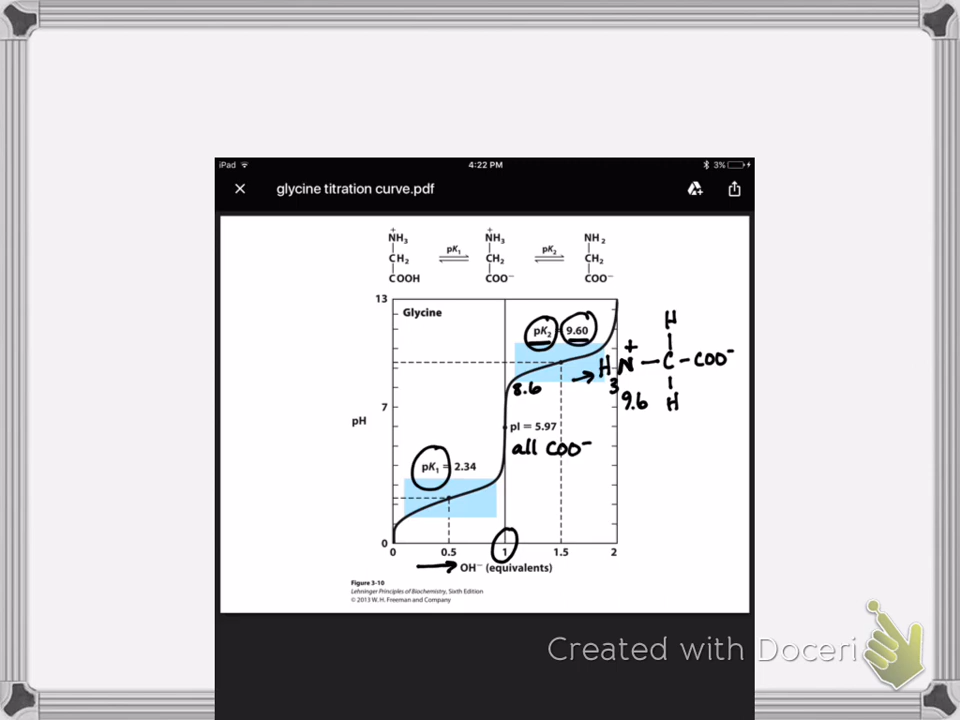 iPad 4:22 PM 3%
glycine titration curve.pdf
+ +
NH₃ pK₁ NH₃ pK₂ NH₂
CH₂ CH₂ CH₂
COOH COO⁻ COO⁻
13
Glycine
pK₂ = 9.60
H
+
H₃N — C — COO⁻
8.6
9.6 H
7
pH
pI = 5.97
all COO⁻
pK₁ = 2.34
0
0 0.5 1 1.5 2
→ OH⁻ (equivalents)
Figure 3-10
Lehninger Principles of Biochemistry, Sixth Edition
© 2013 W. H. Freeman and Company
Created with Doceri